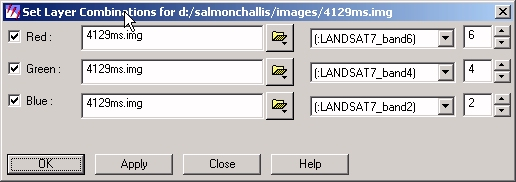 Set Layer Combinations for d:/salmonchallis/images/4129ms.img
Red : 4129ms.img (:LANDSAT7_band6) 6
Green : 4129ms.img (:LANDSAT7_band4) 4
Blue : 4129ms.img (:LANDSAT7_band2) 2
OK Apply Close Help